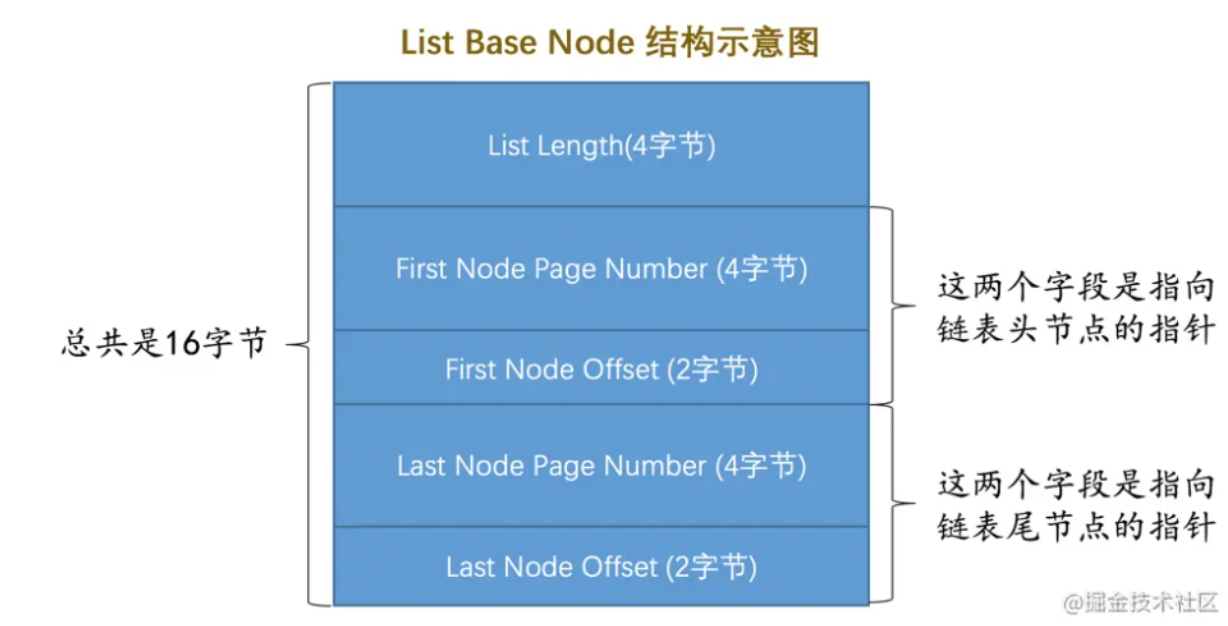 List Base Node 结构示意图
List Length(4字节)
First Node Page Number (4字节)
First Node Offset (2字节)
Last Node Page Number (4字节)
Last Node Offset (2字节)
总共是16字节
这两个字段是指向
链表头节点的指针
这两个字段是指向
链表尾节点的指针
@掘金技术社区